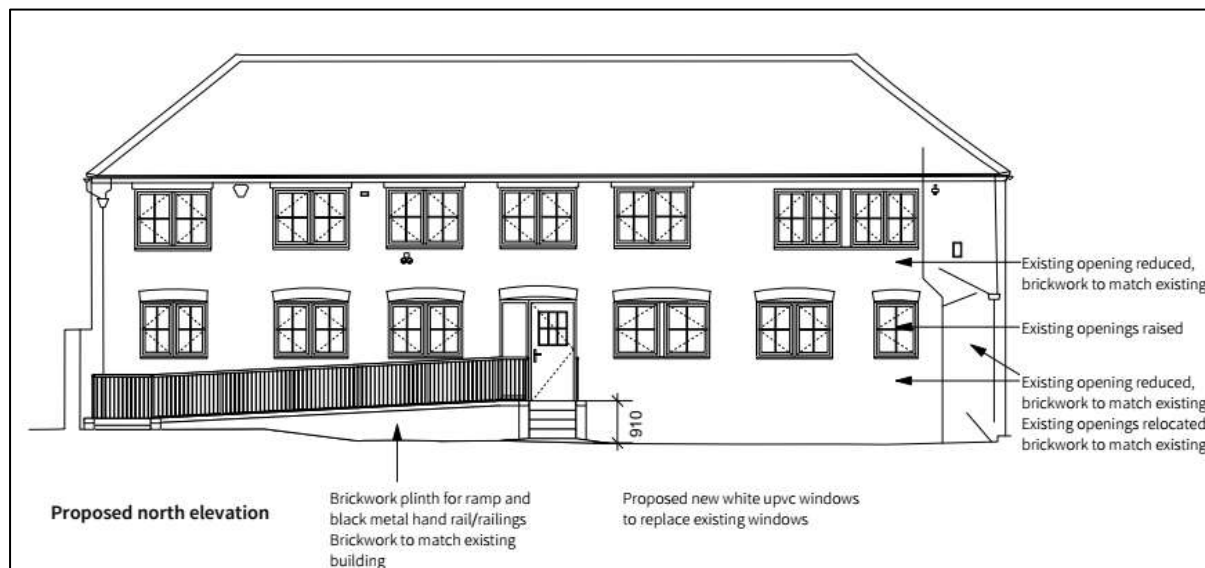 Existing opening reduced,
brickwork to match existing
Existing openings raised
Existing opening reduced,
brickwork to match existing
Existing openings relocated
brickwork to match existing
910
Proposed north elevation
Brickwork plinth for ramp and
black metal hand rail/railings
Brickwork to match existing
building
Proposed new white upvc windows
to replace existing windows